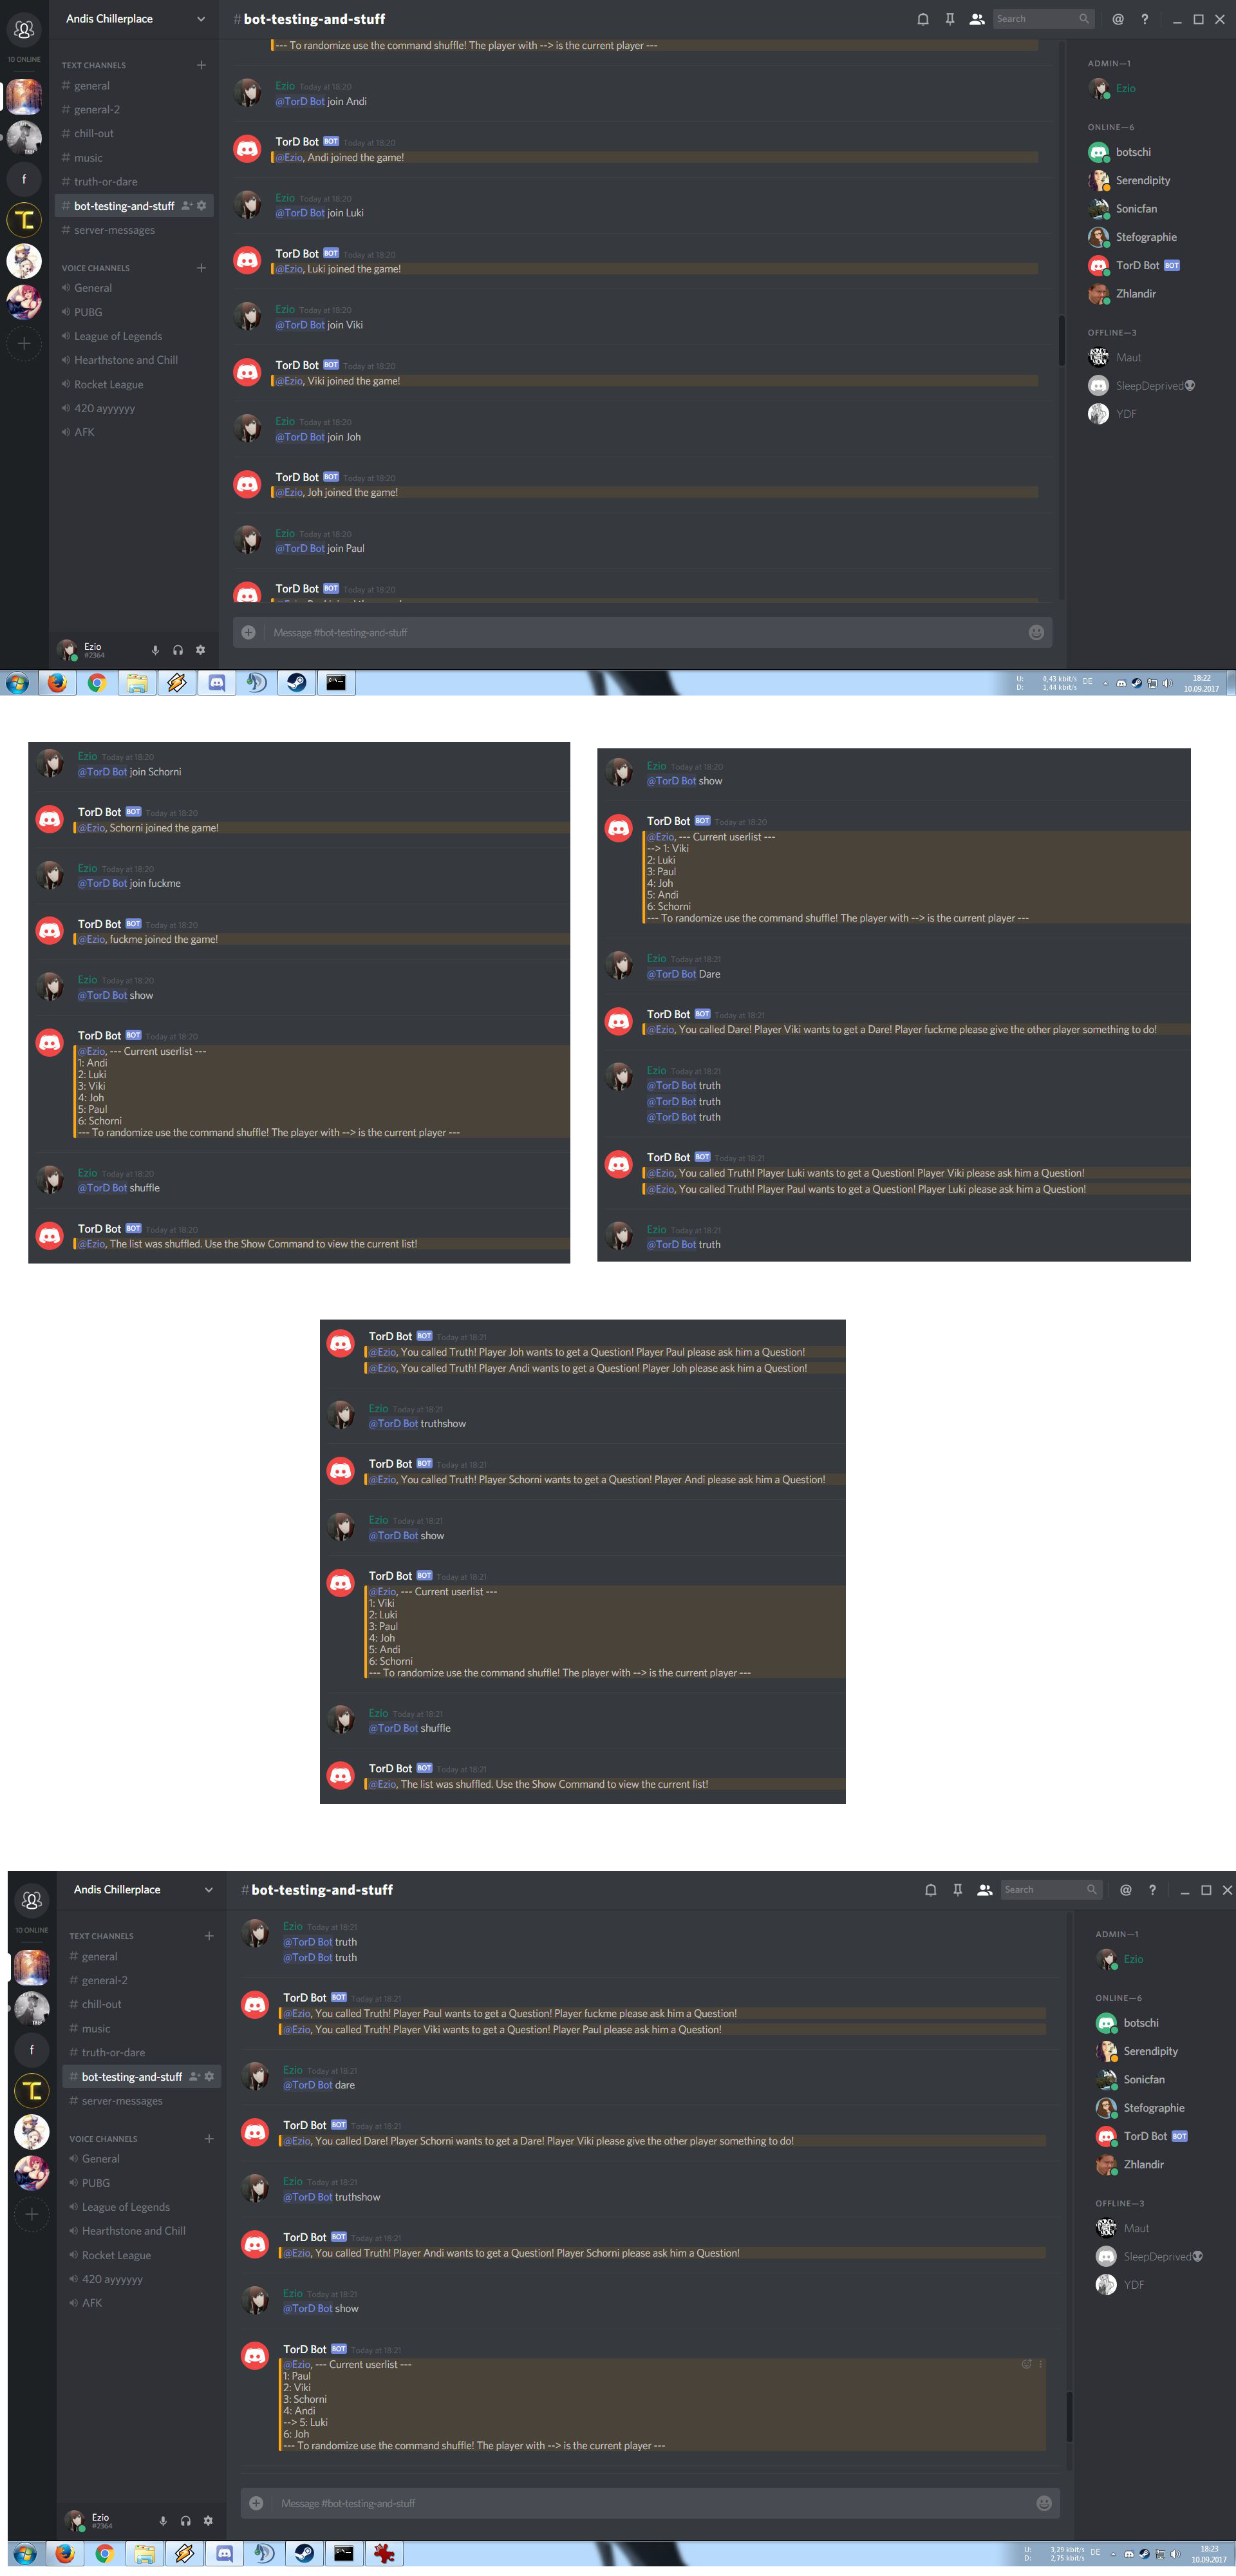 Andis Chillerplace
10 ONLINE
TEXT CHANNELS
# general
# general-2
# chill-out
# music
# truth-or-dare
# bot-testing-and-stuff
# server-messages
VOICE CHANNELS
General
PUBG
League of Legends
Hearthstone and Chill
Rocket League
420 ayyyyyy
AFK
f
Ezio
#2364
# bot-testing-and-stuff
Search
@ ?
--- To randomize use the command shuffle! The player with --> is the current player ---
Ezio Today at 18:20
@TorD Bot join Andi
TorD Bot BOT Today at 18:20
@Ezio, Andi joined the game!
Ezio Today at 18:20
@TorD Bot join Luki
TorD Bot BOT Today at 18:20
@Ezio, Luki joined the game!
Ezio Today at 18:20
@TorD Bot join Viki
TorD Bot BOT Today at 18:20
@Ezio, Viki joined the game!
Ezio Today at 18:20
@TorD Bot join Joh
TorD Bot BOT Today at 18:20
@Ezio, Joh joined the game!
Ezio Today at 18:20
@TorD Bot join Paul
TorD Bot BOT Today at 18:20
Message #bot-testing-and-stuff
ADMIN—1
Ezio
ONLINE—6
botschi
Serendipity
Sonicfan
Stefographie
TorD Bot BOT
Zhlandir
OFFLINE—3
Maut
SleepDeprived
YDF
U: 0,43 kbit/s DE
D: 1,44 kbit/s
18:22
10.09.2017
Ezio Today at 18:20
@TorD Bot join Schorni
TorD Bot BOT Today at 18:20
@Ezio, Schorni joined the game!
Ezio Today at 18:20
@TorD Bot join fuckme
TorD Bot BOT Today at 18:20
@Ezio, fuckme joined the game!
Ezio Today at 18:20
@TorD Bot show
TorD Bot BOT Today at 18:20
@Ezio, --- Current userlist ---
1: Andi
2: Luki
3: Viki
4: Joh
5: Paul
6: Schorni
--- To randomize use the command shuffle! The player with --> is the current player ---
Ezio Today at 18:20
@TorD Bot shuffle
TorD Bot BOT Today at 18:20
@Ezio, The list was shuffled. Use the Show Command to view the current list!
Ezio Today at 18:20
@TorD Bot show
TorD Bot BOT Today at 18:20
@Ezio, --- Current userlist ---
--> 1: Viki
2: Luki
3: Paul
4: Joh
5: Andi
6: Schorni
--- To randomize use the command shuffle! The player with --> is the current player ---
Ezio Today at 18:21
@TorD Bot Dare
TorD Bot BOT Today at 18:21
@Ezio, You called Dare! Player Viki wants to get a Dare! Player fuckme please give the other player something to do!
Ezio Today at 18:21
@TorD Bot truth
@TorD Bot truth
@TorD Bot truth
TorD Bot BOT Today at 18:21
@Ezio, You called Truth! Player Luki wants to get a Question! Player Viki please ask him a Question!
@Ezio, You called Truth! Player Paul wants to get a Question! Player Luki please ask him a Question!
Ezio Today at 18:21
@TorD Bot truth
TorD Bot BOT Today at 18:21
@Ezio, You called Truth! Player Joh wants to get a Question! Player Paul please ask him a Question!
@Ezio, You called Truth! Player Andi wants to get a Question! Player Joh please ask him a Question!
Ezio Today at 18:21
@TorD Bot truthshow
TorD Bot BOT Today at 18:21
@Ezio, You called Truth! Player Schorni wants to get a Question! Player Andi please ask him a Question!
Ezio Today at 18:21
@TorD Bot show
TorD Bot BOT Today at 18:21
@Ezio, --- Current userlist ---
1: Viki
2: Luki
3: Paul
4: Joh
5: Andi
6: Schorni
--- To randomize use the command shuffle! The player with --> is the current player ---
Ezio Today at 18:21
@TorD Bot shuffle
TorD Bot BOT Today at 18:21
@Ezio, The list was shuffled. Use the Show Command to view the current list!
Andis Chillerplace
10 ONLINE
TEXT CHANNELS
# general
# general-2
# chill-out
# music
# truth-or-dare
# bot-testing-and-stuff
# server-messages
VOICE CHANNELS
General
PUBG
League of Legends
Hearthstone and Chill
Rocket League
420 ayyyyyy
AFK
f
Ezio
#2364
# bot-testing-and-stuff
Search
@ ?
Ezio Today at 18:21
@TorD Bot truth
@TorD Bot truth
TorD Bot BOT Today at 18:21
@Ezio, You called Truth! Player Paul wants to get a Question! Player fuckme please ask him a Question!
@Ezio, You called Truth! Player Viki wants to get a Question! Player Paul please ask him a Question!
Ezio Today at 18:21
@TorD Bot dare
TorD Bot BOT Today at 18:21
@Ezio, You called Dare! Player Schorni wants to get a Dare! Player Viki please give the other player something to do!
Ezio Today at 18:21
@TorD Bot truthshow
TorD Bot BOT Today at 18:21
@Ezio, You called Truth! Player Andi wants to get a Question! Player Schorni please ask him a Question!
Ezio Today at 18:21
@TorD Bot show
TorD Bot BOT Today at 18:21
@Ezio, --- Current userlist ---
1: Paul
2: Viki
3: Schorni
4: Andi
--> 5: Luki
6: Joh
--- To randomize use the command shuffle! The player with --> is the current player ---
Message #bot-testing-and-stuff
ADMIN—1
Ezio
ONLINE—6
botschi
Serendipity
Sonicfan
Stefographie
TorD Bot BOT
Zhlandir
OFFLINE—3
Maut
SleepDeprived
YDF
U: 3,29 kbit/s DE
D: 2,75 kbit/s
18:23
10.09.2017